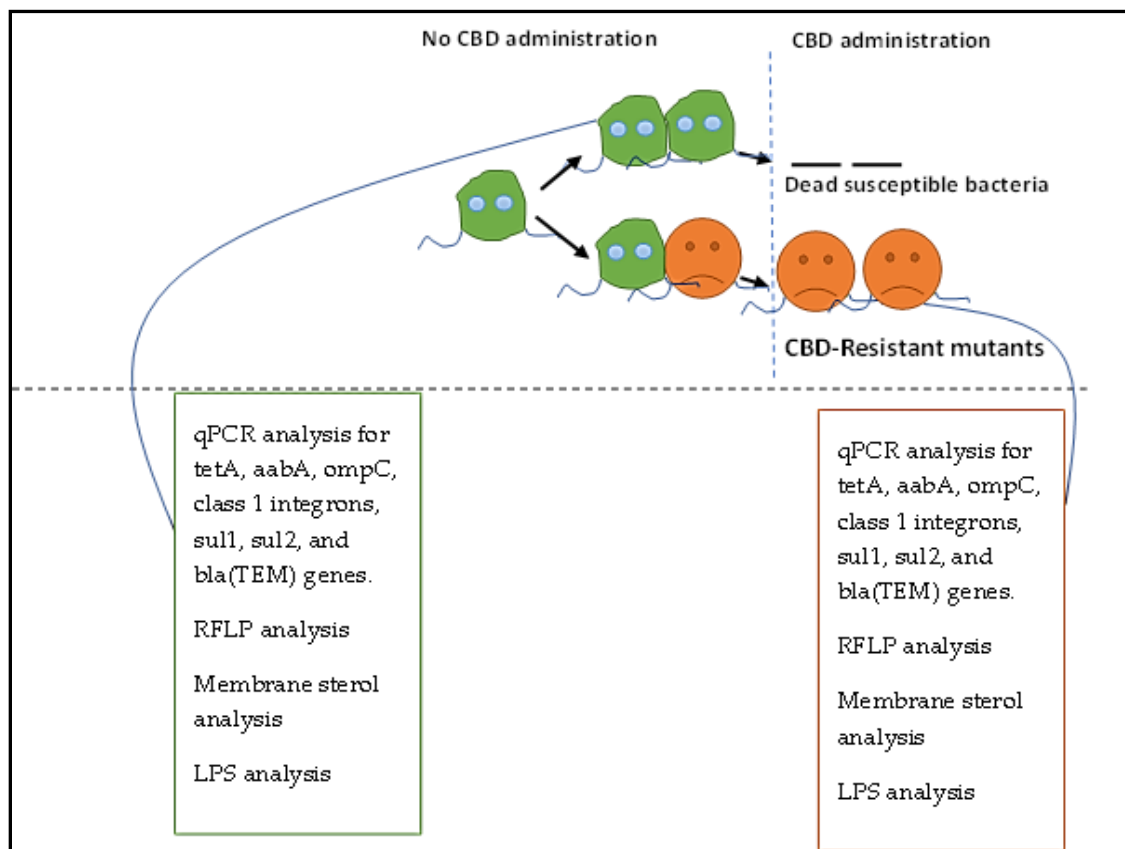 No CBD administration
CBD administration
Dead susceptible bacteria
CBD-Resistant mutants
qPCR analysis for
tetA, aabA, ompC,
class 1 integrons,
sul1, sul2, and
bla(TEM) genes.
RFLP analysis
Membrane sterol
analysis
LPS analysis
qPCR analysis for
tetA, aabA, ompC,
class 1 integrons,
sul1, sul2, and
bla(TEM) genes.
RFLP analysis
Membrane sterol
analysis
LPS analysis